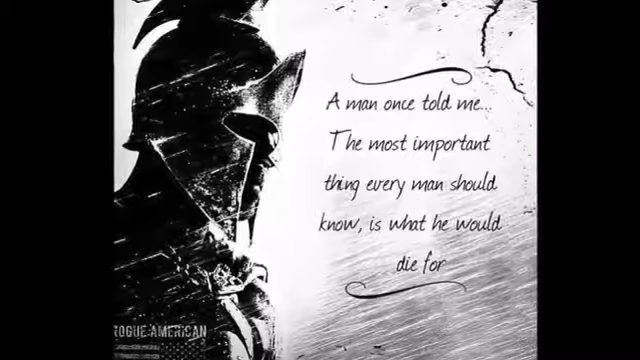 A man once told me...
The most important
thing every man should
know, is what he would
die for
ROGUE AMERICAN